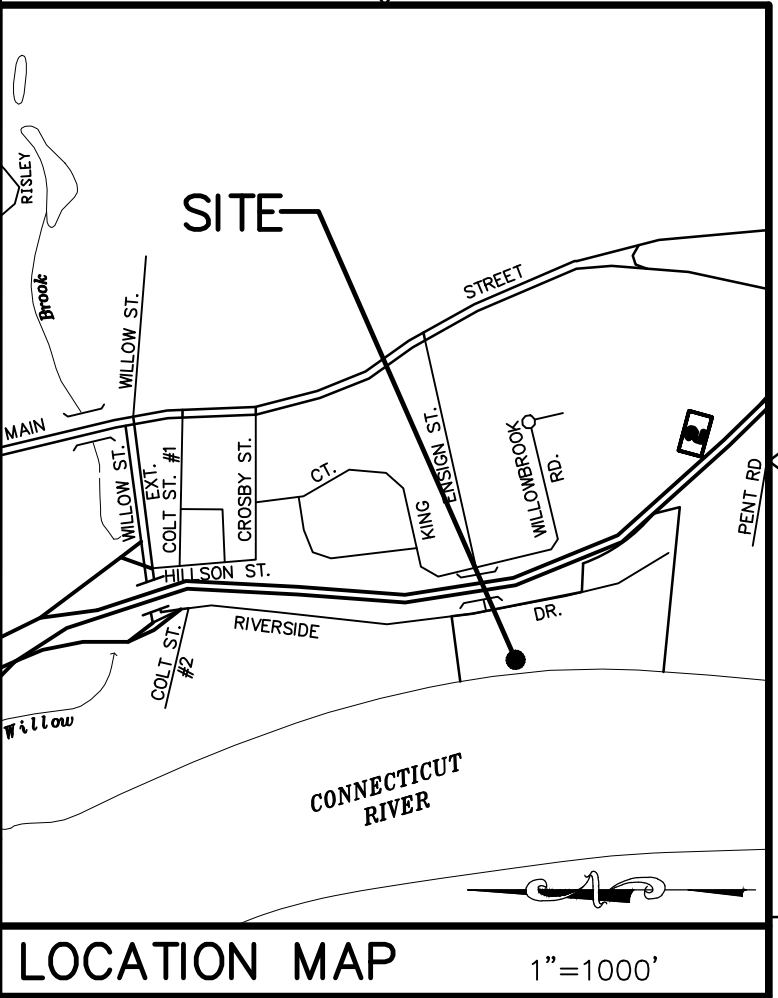 RISLEY
SITE
Brook
WILLOW ST.
STREET
MAIN
WILLOW ST.
EXT.
COLT ST. #1
CROSBY ST.
CT.
KING
ENSIGN ST.
WILLOWBROOK
RD.
2
PENT RD
HILLSON ST.
RIVERSIDE
DR.
COLT ST.
#2
Willow
CONNECTICUT
RIVER
N
LOCATION MAP
1"=1000'